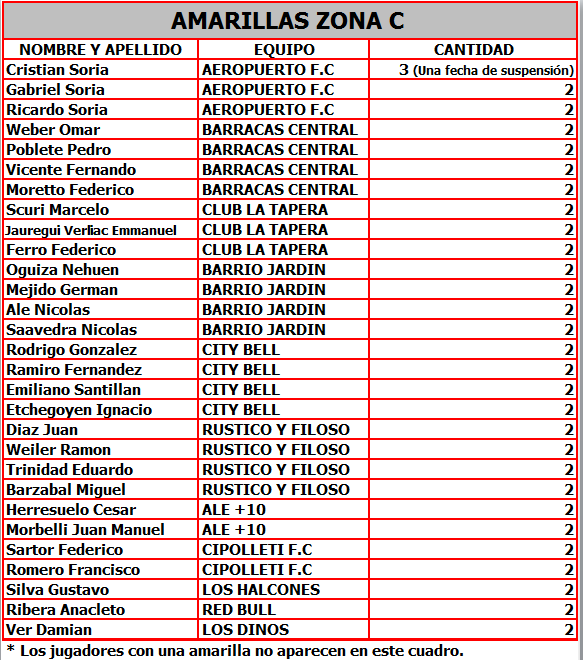 AMARILLAS ZONA C
NOMBRE Y APELLIDO EQUIPO CANTIDAD
Cristian Soria AEROPUERTO F.C 3 (Una fecha de suspensión)
Gabriel Soria AEROPUERTO F.C 2
Ricardo Soria AEROPUERTO F.C 2
Weber Omar BARRACAS CENTRAL 2
Poblete Pedro BARRACAS CENTRAL 2
Vicente Fernando BARRACAS CENTRAL 2
Moretto Federico BARRACAS CENTRAL 2
Scuri Marcelo CLUB LA TAPERA 2
Jauregui Verliac Emmanuel CLUB LA TAPERA 2
Ferro Federico CLUB LA TAPERA 2
Oguiza Nehuen BARRIO JARDIN 2
Mejido German BARRIO JARDIN 2
Ale Nicolas BARRIO JARDIN 2
Saavedra Nicolas BARRIO JARDIN 2
Rodrigo Gonzalez CITY BELL 2
Ramiro Fernandez CITY BELL 2
Emiliano Santillan CITY BELL 2
Etchegoyen Ignacio CITY BELL 2
Diaz Juan RUSTICO Y FILOSO 2
Weiler Ramon RUSTICO Y FILOSO 2
Trinidad Eduardo RUSTICO Y FILOSO 2
Barzabal Miguel RUSTICO Y FILOSO 2
Herresuelo Cesar ALE +10 2
Morbelli Juan Manuel ALE +10 2
Sartor Federico CIPOLLETI F.C 2
Romero Francisco CIPOLLETI F.C 2
Silva Gustavo LOS HALCONES 2
Ribera Anacleto RED BULL 2
Ver Damian LOS DINOS 2
* Los jugadores con una amarilla no aparecen en este cuadro.